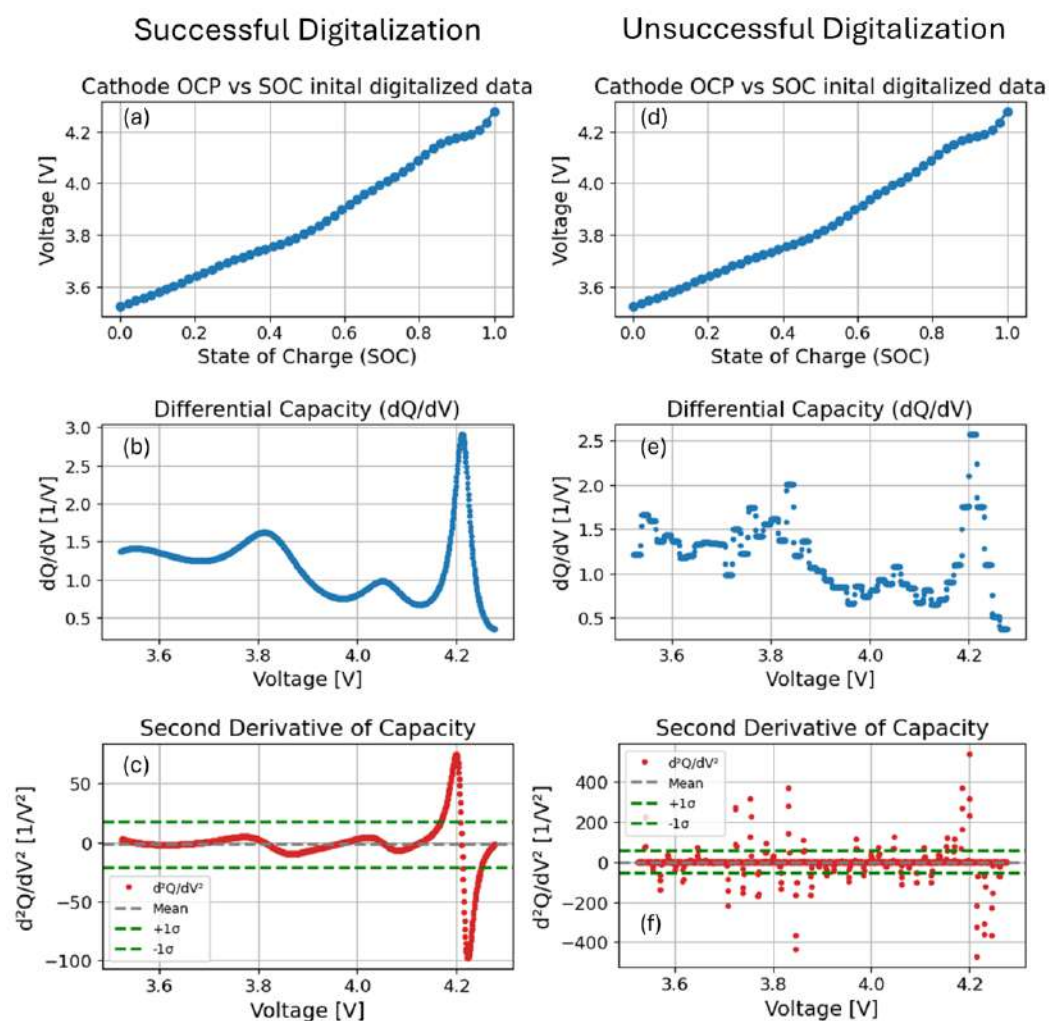 Successful Digitalization
Unsuccessful Digitalization
Cathode OCP vs SOC inital digitalized data
(a)
Voltage [V]
4.2
4.0
3.8
3.6
0.0 0.2 0.4 0.6 0.8 1.0
State of Charge (SOC)
Cathode OCP vs SOC inital digitalized data
(d)
Voltage [V]
4.2
4.0
3.8
3.6
0.0 0.2 0.4 0.6 0.8 1.0
State of Charge (SOC)
Differential Capacity (dQ/dV)
(b)
dQ/dV [1/V]
3.0
2.5
2.0
1.5
1.0
0.5
3.6 3.8 4.0 4.2
Voltage [V]
Differential Capacity (dQ/dV)
(e)
dQ/dV [1/V]
2.5
2.0
1.5
1.0
0.5
3.6 3.8 4.0 4.2
Voltage [V]
Second Derivative of Capacity
(c)
d²Q/dV² [1/V²]
50
0
−50
−100
d²Q/dV²
Mean
+1σ
-1σ
3.6 3.8 4.0 4.2
Voltage [V]
Second Derivative of Capacity
d²Q/dV² [1/V²]
400
200
0
−200
−400
d²Q/dV²
Mean
+1σ
-1σ
(f)
3.6 3.8 4.0 4.2
Voltage [V]